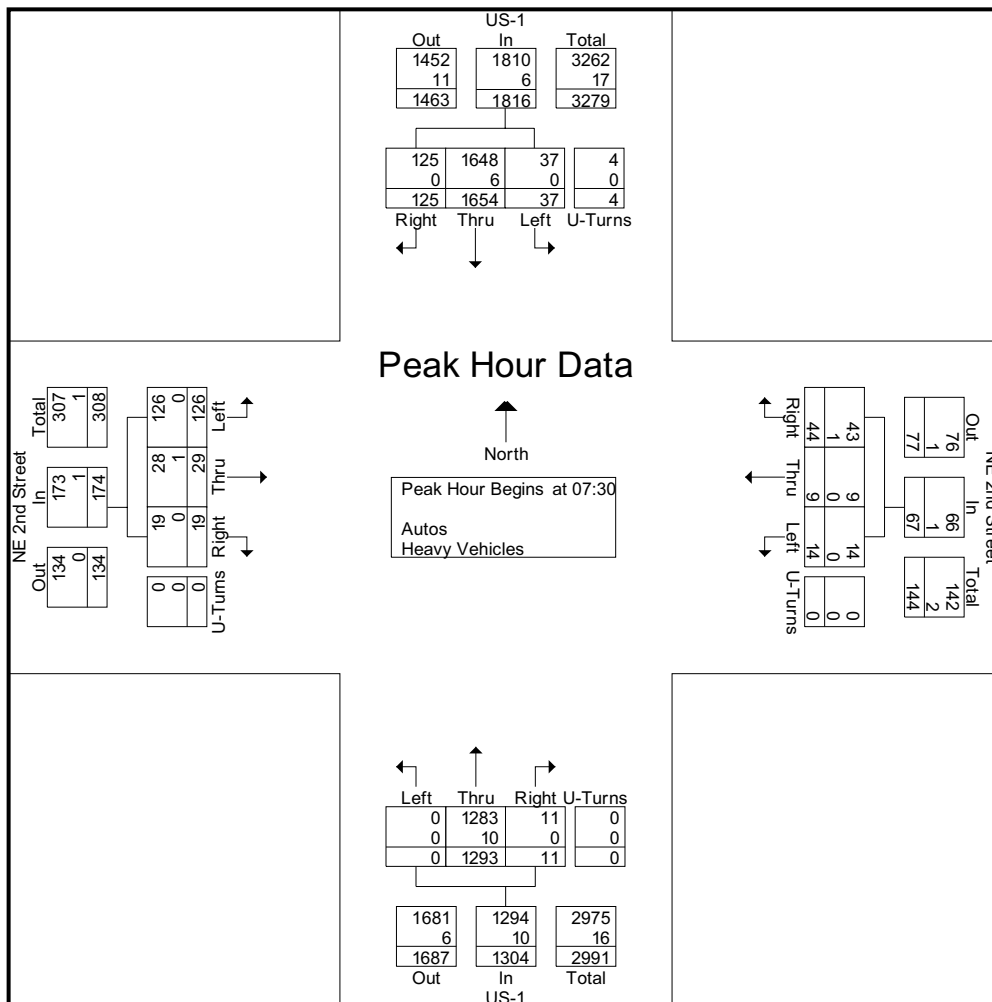 US-1
Out In Total
1452 1810 3262
11 6 17
1463 1816 3279
125 1648 37 4
0 6 0 0
125 1654 37 4
Right Thru Left U-Turns
Peak Hour Data
North
Peak Hour Begins at 07:30
Autos
Heavy Vehicles
NE 2nd Street
Total In Out
307 173 134
1 1 0
308 174 134
126 28 19 0
0 1 0 0
126 29 19 0
Left Thru Right U-Turns
NE 2nd Street
Out In Total
76 66 142
1 1 2
77 67 144
43 9 14 0
1 0 0 0
44 9 14 0
Right Thru Left U-Turns
Left Thru Right U-Turns
0 1283 11 0
0 10 0 0
0 1293 11 0
1681 1294 2975
6 10 16
1687 1304 2991
Out In Total
US-1